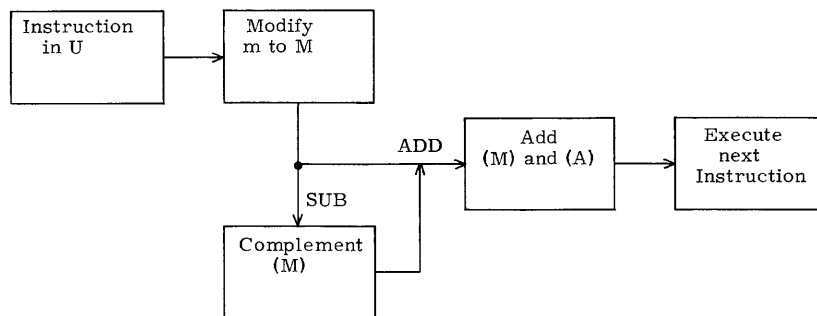 Instruction
in U
Modify
m to M
ADD
Add
(M) and (A)
Execute
next
Instruction
SUB
Complement
(M)